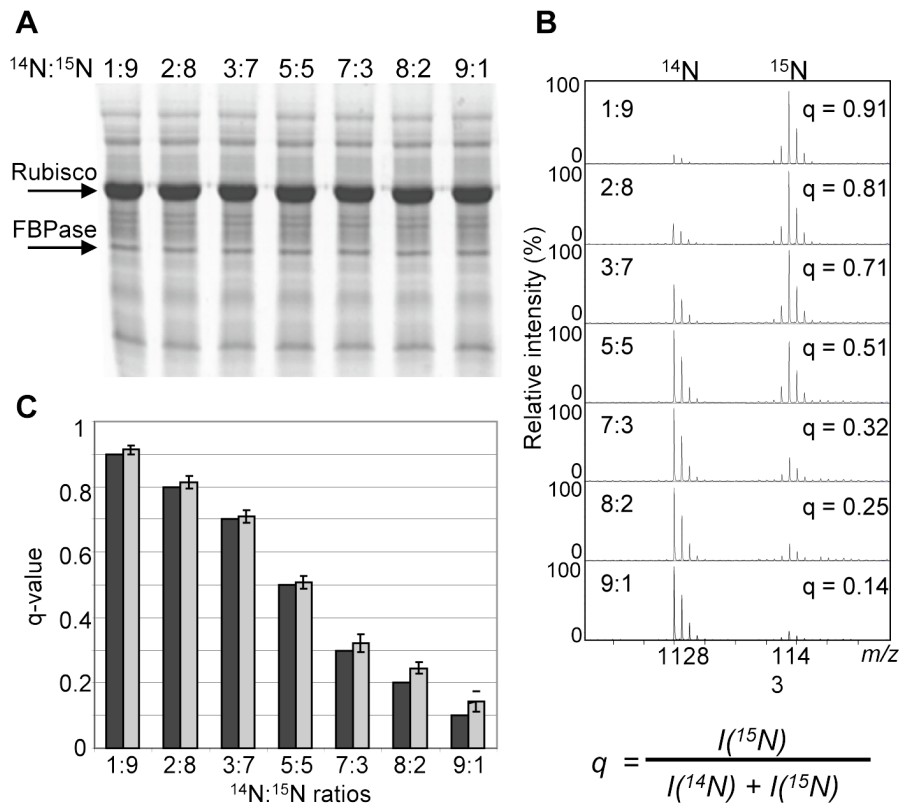 A
¹⁴N:¹⁵N 1:9 2:8 3:7 5:5 7:3 8:2 9:1
Rubisco
FBPase
B
¹⁴N ¹⁵N
Relative intensity (%)
100
1:9 q = 0.91
0
100
2:8 q = 0.81
0
100
3:7 q = 0.71
0
100
5:5 q = 0.51
0
100
7:3 q = 0.32
0
100
8:2 q = 0.25
0
100
9:1 q = 0.14
0
1128 114 m/z
3
q = I(¹⁵N)
I(¹⁴N) + I(¹⁵N)
C
q-value
1
0.8
0.6
0.4
0.2
0
1:9 2:8 3:7 5:5 7:3 8:2 9:1
¹⁴N:¹⁵N ratios